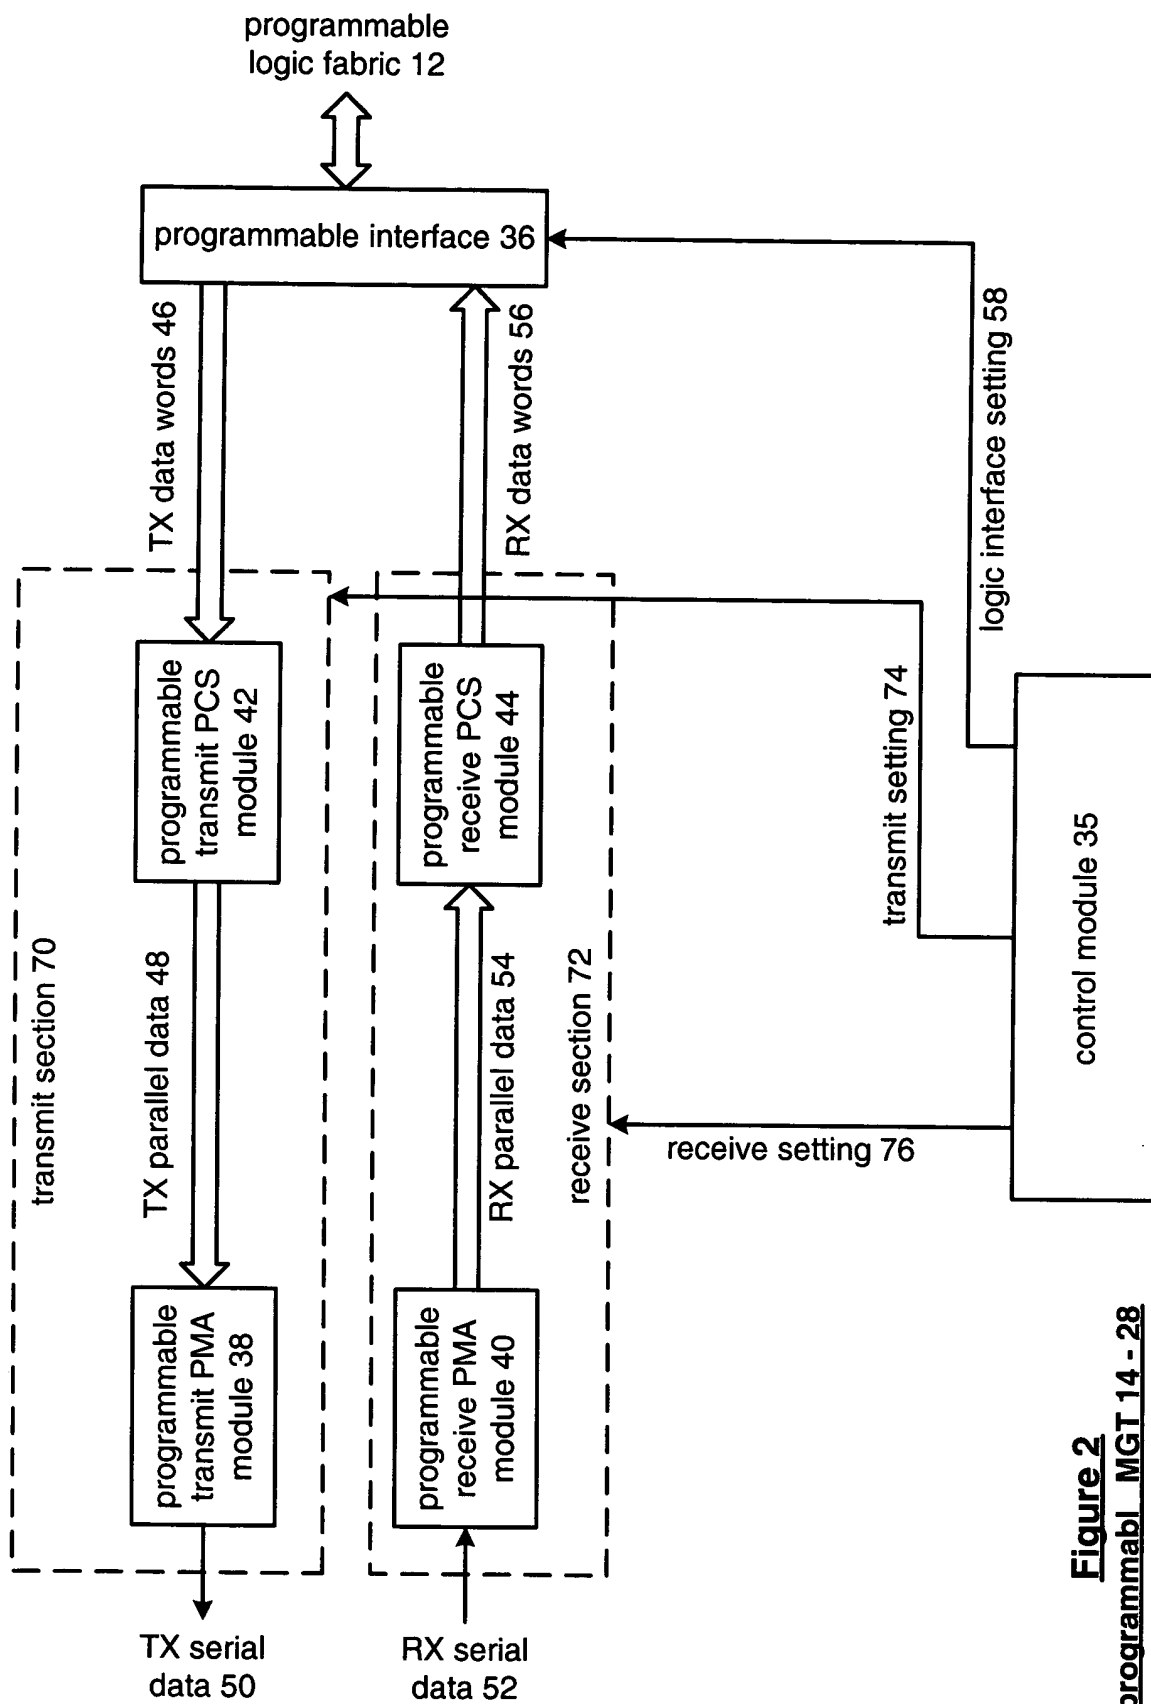 programmable
logic fabric 12
programmable interface 36
TX data words 46
RX data words 56
logic interface setting 58
transmit section 70
programmable
transmit PCS
module 42
programmable
receive PCS
module 44
transmit setting 74
TX parallel data 48
RX parallel data 54
receive section 72
receive setting 76
control module 35
programmable
transmit PMA
module 38
programmable
receive PMA
module 40
TX serial
data 50
RX serial
data 52
Figure 2
programmabl MGT 14 - 28